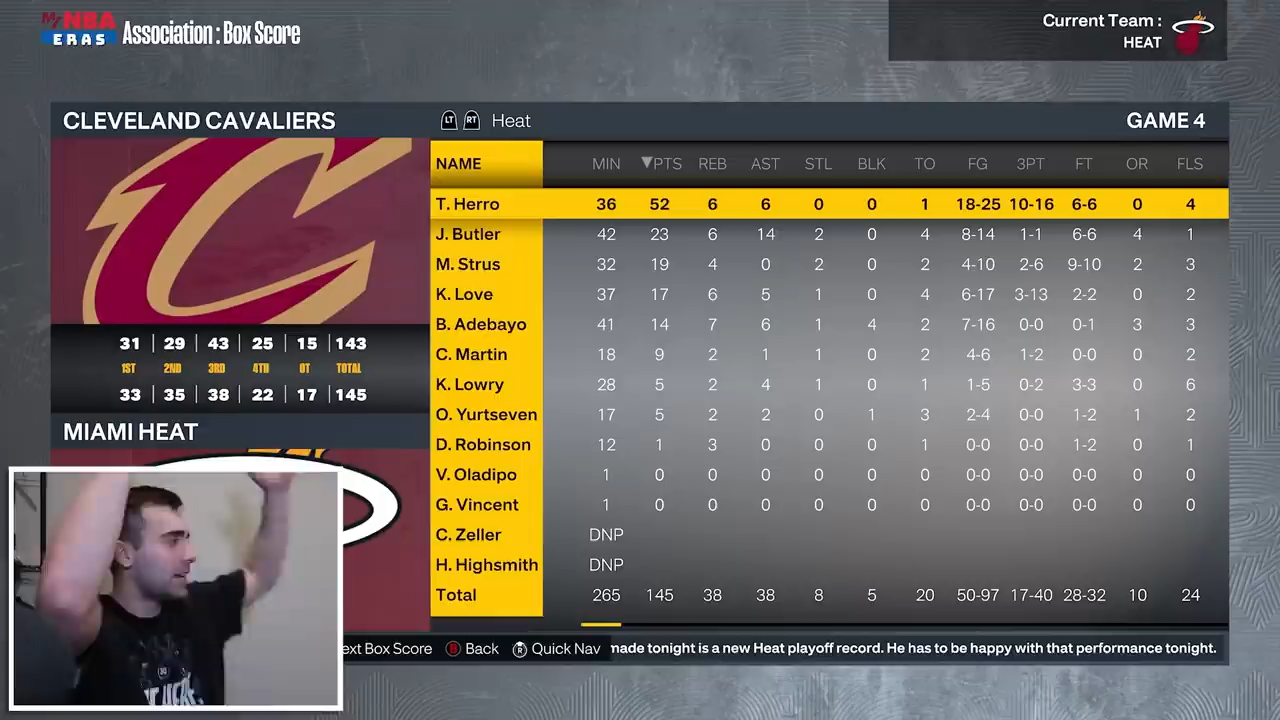 MyNBA
ERAS
Association : Box Score
Current Team :
HEAT
CLEVELAND CAVALIERS
LT RT Heat
GAME 4
NAME MIN PTS REB AST STL BLK TO FG 3PT FT OR FLS
T. Herro 36 52 6 6 0 0 1 18-25 10-16 6-6 0 4
J. Butler 42 23 6 14 2 0 4 8-14 1-1 6-6 4 1
M. Strus 32 19 4 0 2 0 2 4-10 2-6 9-10 2 3
K. Love 37 17 6 5 1 0 4 6-17 3-13 2-2 0 2
B. Adebayo 41 14 7 6 1 4 2 7-16 0-0 0-1 3 3
C. Martin 18 9 2 1 1 0 2 4-6 1-2 0-0 0 2
K. Lowry 28 5 2 4 1 0 1 1-5 0-2 3-3 0 6
O. Yurtseven 17 5 2 2 0 1 3 2-4 0-0 1-2 1 2
D. Robinson 12 1 3 0 0 0 1 0-0 0-0 1-2 0 1
V. Oladipo 1 0 0 0 0 0 0 0-0 0-0 0-0 0 0
G. Vincent 1 0 0 0 0 0 0 0-0 0-0 0-0 0 0
C. Zeller DNP
H. Highsmith DNP
Total 265 145 38 38 8 5 20 50-97 17-40 28-32 10 24
31 29 43 25 15 143
1ST 2ND 3RD 4TH OT TOTAL
33 35 38 22 17 145
MIAMI HEAT
ext Box Score B Back R Quick Nav made tonight is a new Heat playoff record. He has to be happy with that performance tonight.